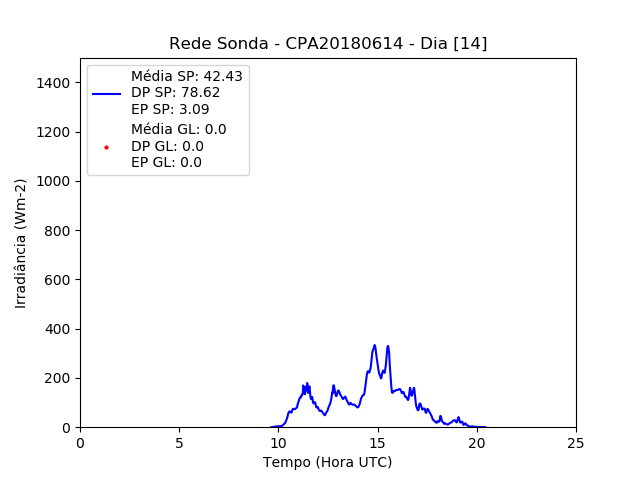 Rede Sonda - CPA20180614 - Dia [14]
Média SP: 42.43
DP SP: 78.62
EP SP: 3.09
Média GL: 0.0
DP GL: 0.0
EP GL: 0.0
Irradiância (Wm-2)
1400
1200
1000
800
600
400
200
0
0 5 10 15 20 25
Tempo (Hora UTC)